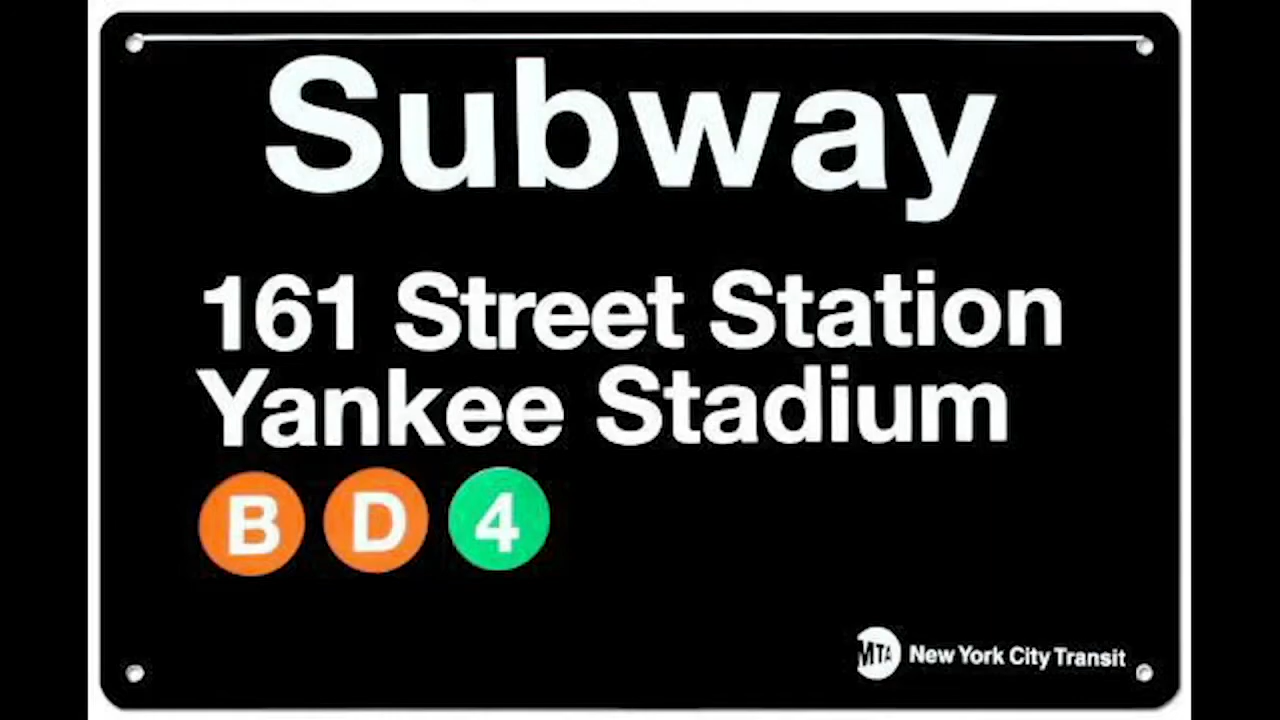 Subway
161 Street Station
Yankee Stadium
B D 4
MTA New York City Transit